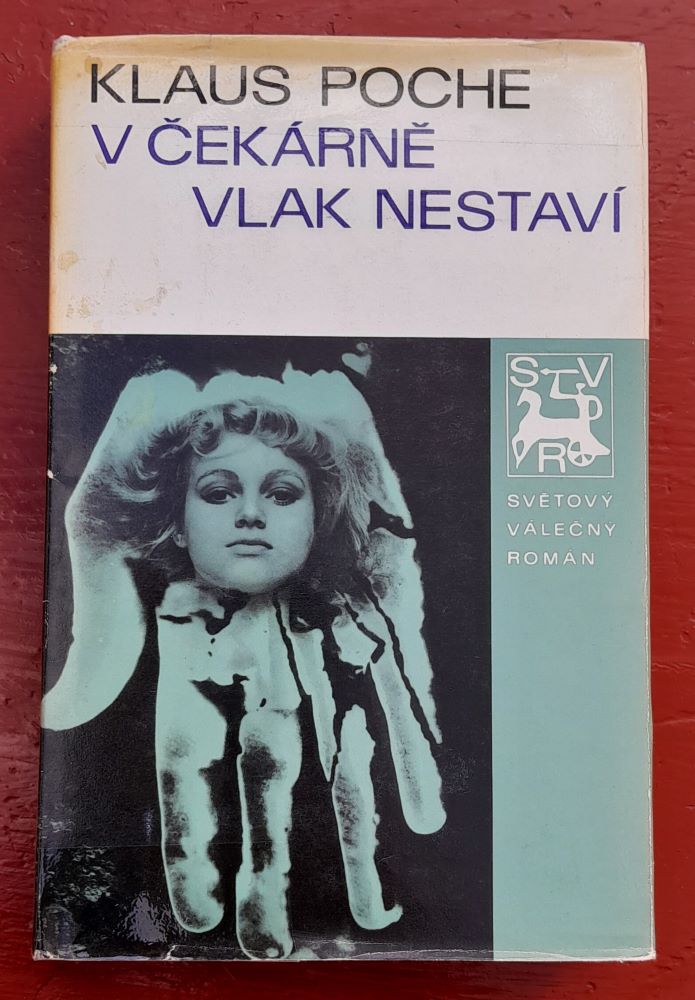 KLAUS POCHE
V ČEKÁRNĚ
VLAK NESTAVÍ
S V
P
R
SVĚTOVÝ
VÁLEČNÝ
ROMÁN